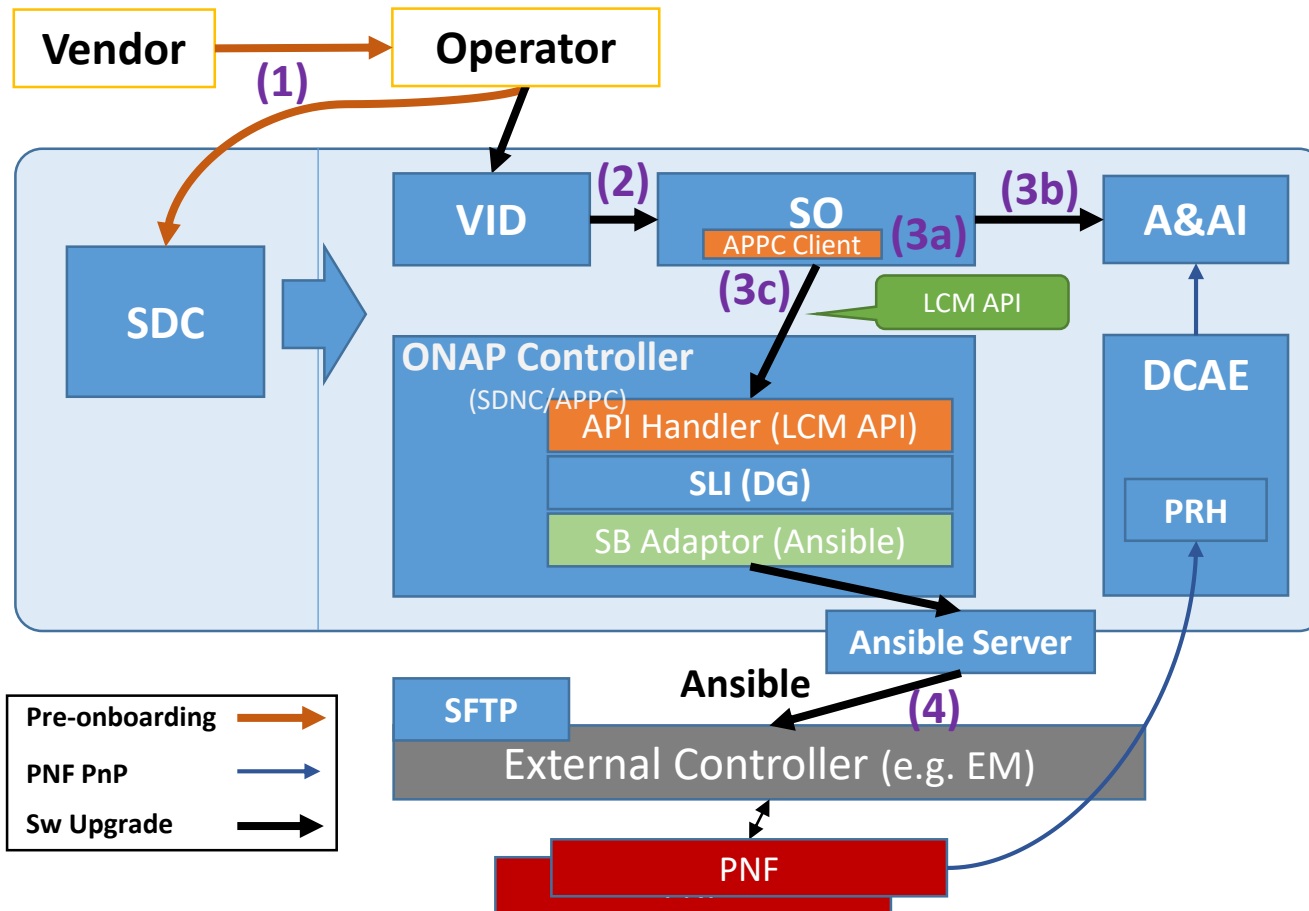 Vendor
Operator
(1)
VID
(2)
SO
(3b)
A&AI
APPC Client
(3a)
(3c)
LCM API
SDC
ONAP Controller
(SDNC/APPC)
DCAE
API Handler (LCM API)
SLI (DG)
PRH
SB Adaptor (Ansible)
Ansible Server
Ansible
(4)
SFTP
External Controller (e.g. EM)
Pre-onboarding
PNF PnP
Sw Upgrade
PNF